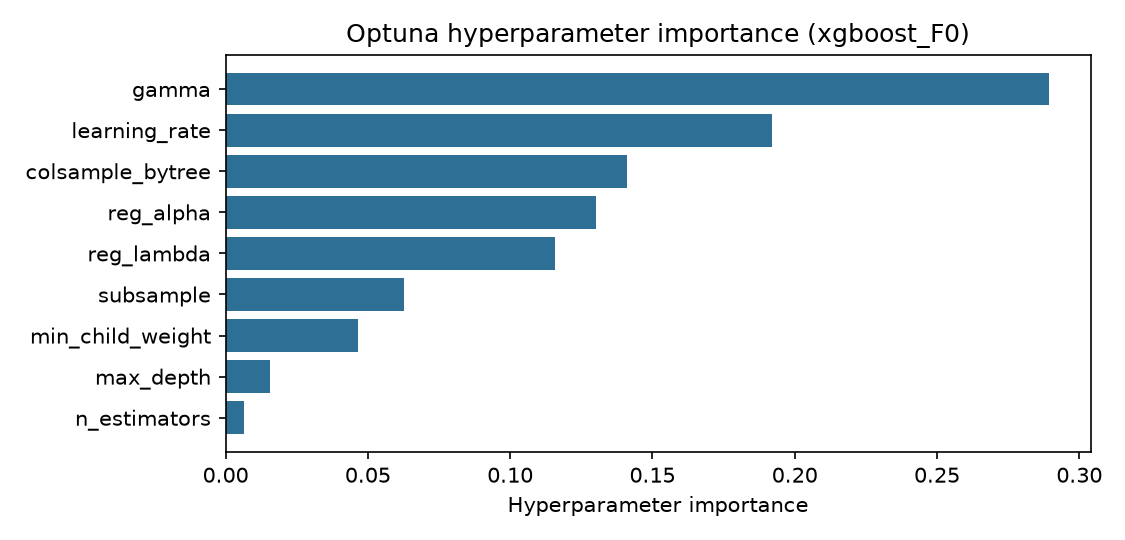 Optuna hyperparameter importance (xgboost_F0)
gamma
learning_rate
colsample_bytree
reg_alpha
reg_lambda
subsample
min_child_weight
max_depth
n_estimators
0.00 0.05 0.10 0.15 0.20 0.25 0.30
Hyperparameter importance